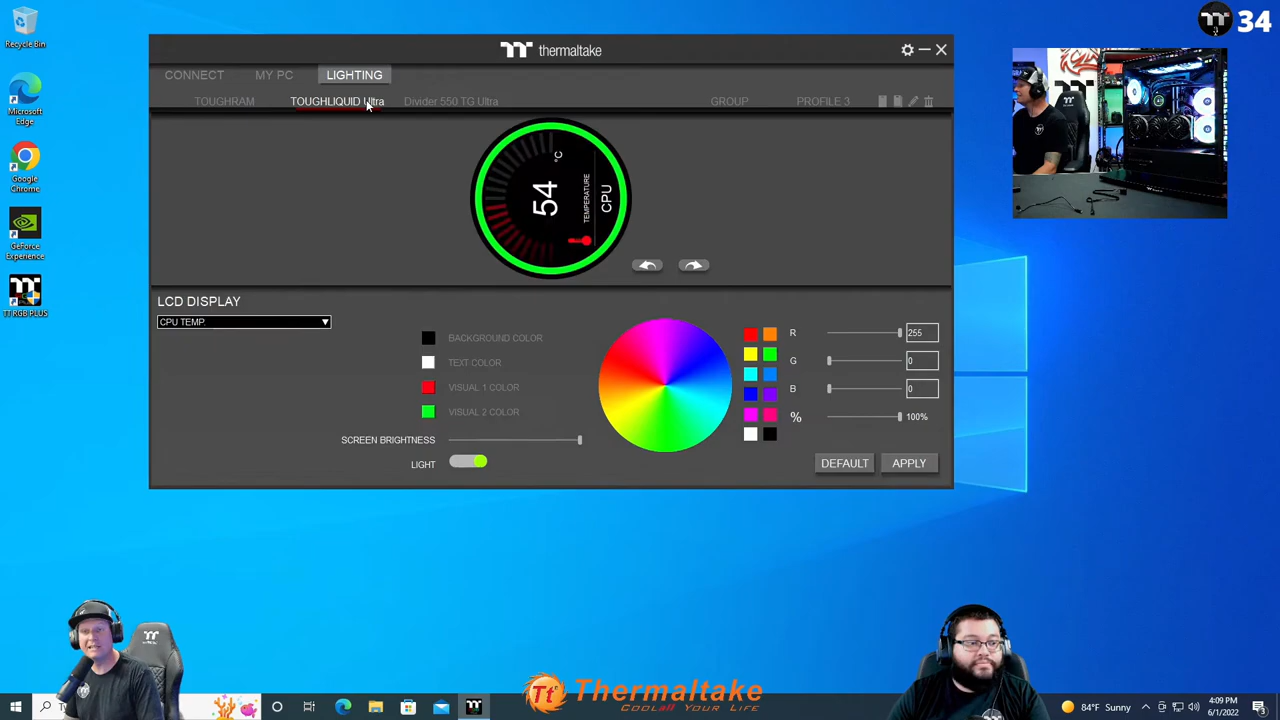 34
Recycle Bin
Microsoft
Edge
Google
Chrome
GeForce
Experience
TT RGB PLUS
thermaltake
CONNECT
MY PC
LIGHTING
TOUGHRAM
TOUGHLIQUID Ultra
Divider 550 TG Ultra
GROUP
PROFILE 3
54
°C
TEMPERATURE
CPU
LCD DISPLAY
CPU TEMP.
BACKGROUND COLOR
TEXT COLOR
VISUAL 1 COLOR
VISUAL 2 COLOR
SCREEN BRIGHTNESS
LIGHT
R
255
G
0
B
0
%
100%
DEFAULT
APPLY
Thermaltake
COOL all YOUR LIFE
84°F Sunny
4:09 PM
6/1/2022